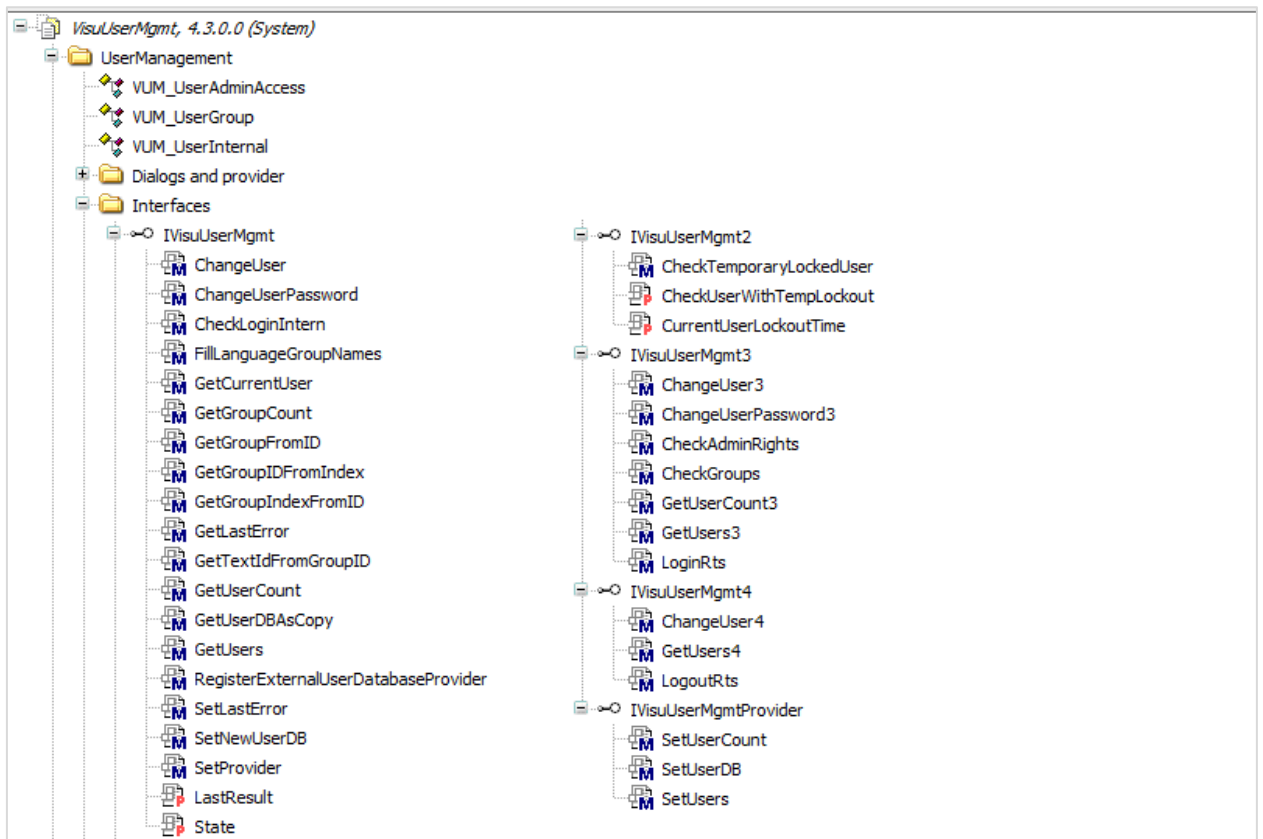 VisuUserMgmt, 4.3.0.0 (System)
UserManagement
VUM_UserAdminAccess
VUM_UserGroup
VUM_UserInternal
Dialogs and provider
Interfaces
IVisuUserMgmt
ChangeUser
ChangeUserPassword
CheckLoginIntern
FillLanguageGroupNames
GetCurrentUser
GetGroupCount
GetGroupFromID
GetGroupIDFromIndex
GetGroupIndexFromID
GetLastError
GetTextIdFromGroupID
GetUserCount
GetUserDBAsCopy
GetUsers
RegisterExternalUserDatabaseProvider
SetLastError
SetNewUserDB
SetProvider
LastResult
State
IVisuUserMgmt2
CheckTemporaryLockedUser
CheckUserWithTempLockout
CurrentUserLockoutTime
IVisuUserMgmt3
ChangeUser3
ChangeUserPassword3
CheckAdminRights
CheckGroups
GetUserCount3
GetUsers3
LoginRts
IVisuUserMgmt4
ChangeUser4
GetUsers4
LogoutRts
IVisuUserMgmtProvider
SetUserCount
SetUserDB
SetUsers